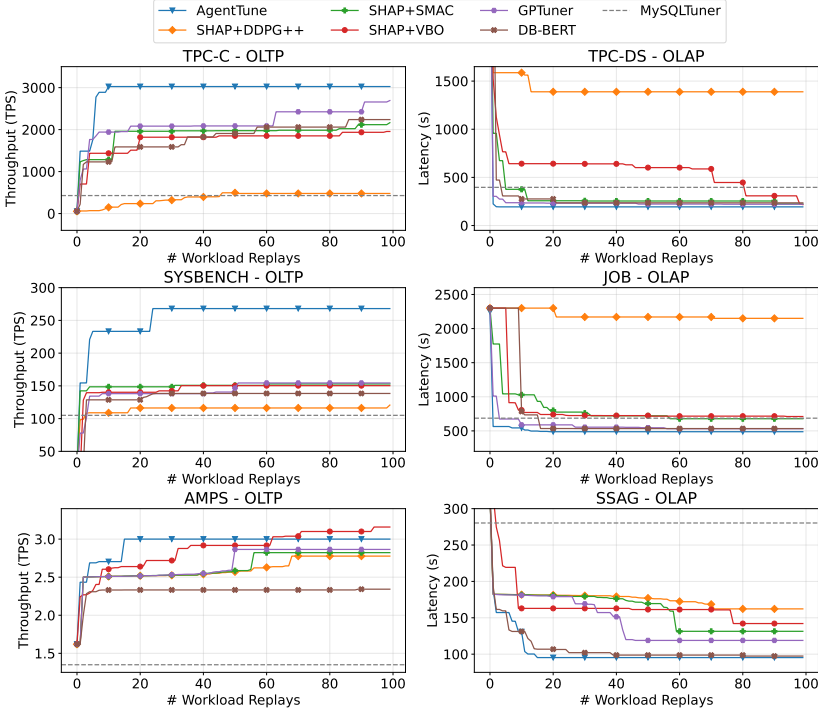 AgentTune SHAP+SMAC GPTuner MySQLTuner
SHAP+DDPG++ SHAP+VBO DB-BERT
TPC-C - OLTP
Throughput (TPS)
3000
2000
1000
0
0 20 40 60 80 100
# Workload Replays
TPC-DS - OLAP
Latency (s)
1500
1000
500
0
0 20 40 60 80 100
# Workload Replays
SYSBENCH - OLTP
Throughput (TPS)
300
250
200
150
100
50
0 20 40 60 80 100
# Workload Replays
JOB - OLAP
Latency (s)
2500
2000
1500
1000
500
0 20 40 60 80 100
# Workload Replays
AMPS - OLTP
Throughput (TPS)
3.0
2.5
2.0
1.5
0 20 40 60 80 100
# Workload Replays
SSAG - OLAP
Latency (s)
300
250
200
150
100
0 20 40 60 80 100
# Workload Replays